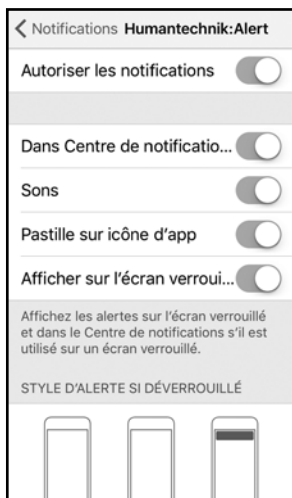 Notifications Humantechnik:Alert
Autoriser les notifications
Dans Centre de notificatio...
Sons
Pastille sur icône d'app
Afficher sur l'écran verroui...
Affichez les alertes sur l'écran verrouillé
et dans le Centre de notifications s'il est
utilisé sur un écran verrouillé.
STYLE D'ALERTE SI DÉVERROUILLÉ